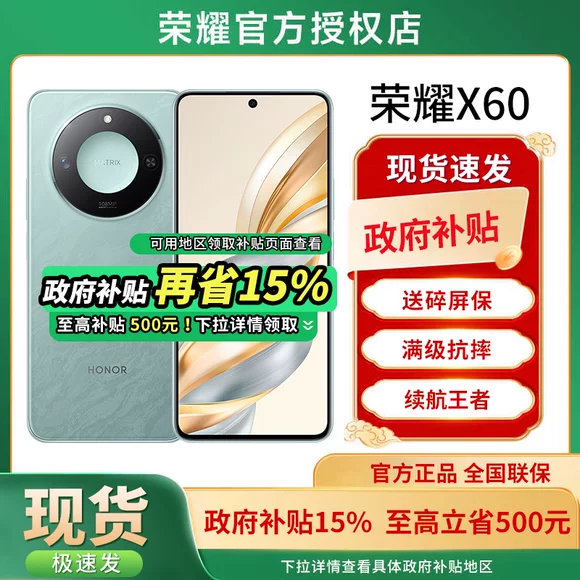 荣耀官方授权店
荣耀X60
MATRIX
108MP
HONOR
可用地区领取补贴页面查看
政府补贴 再省15%
至高补贴 500元！下拉详情领取
现货速发
政府补贴
送碎屏保
满级抗摔
续航王者
官方正品 全国联保
现货
极速发
政府补贴15% 至高立省500元
下拉详情查看具体政府补贴地区